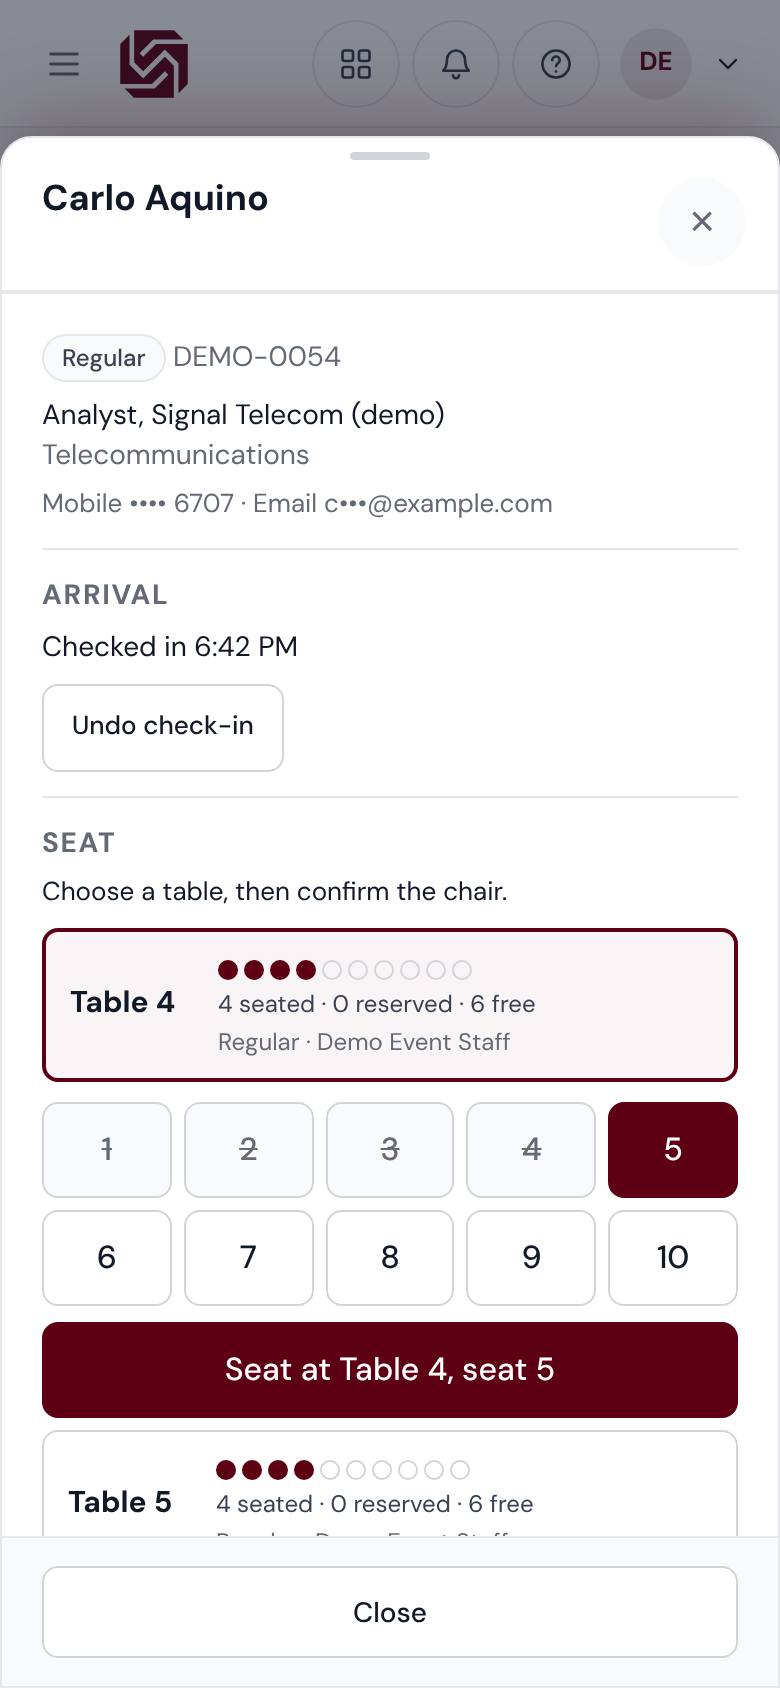 DE
Carlo Aquino
Regular DEMO-0054
Analyst, Signal Telecom (demo)
Telecommunications
Mobile •••• 6707 · Email c•••@example.com
ARRIVAL
Checked in 6:42 PM
Undo check-in
SEAT
Choose a table, then confirm the chair.
Table 4
4 seated · 0 reserved · 6 free
Regular · Demo Event Staff
1 2 3 4 5
6 7 8 9 10
Seat at Table 4, seat 5
Table 5
4 seated · 0 reserved · 6 free
Close